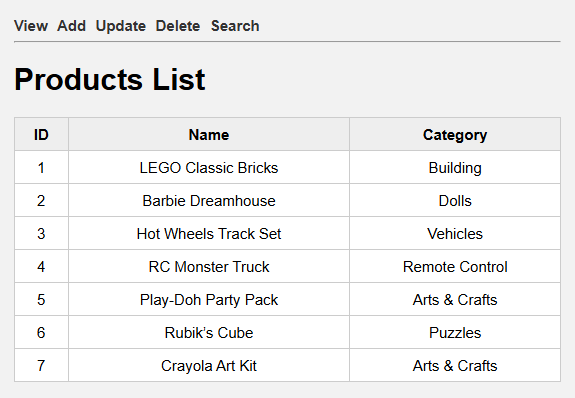 View Add Update Delete Search
Products List
ID Name Category
1 LEGO Classic Bricks Building
2 Barbie Dreamhouse Dolls
3 Hot Wheels Track Set Vehicles
4 RC Monster Truck Remote Control
5 Play-Doh Party Pack Arts & Crafts
6 Rubik’s Cube Puzzles
7 Crayola Art Kit Arts & Crafts